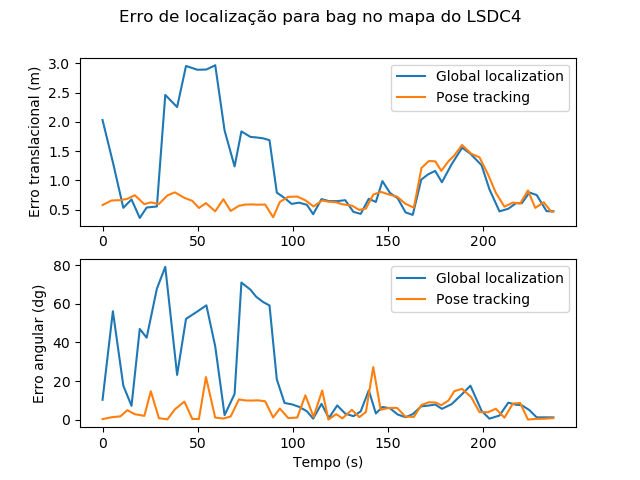 Erro de localização para bag no mapa do LSDC4
Erro translacional (m)
3.0
2.5
2.0
1.5
1.0
0.5
Global localization
Pose tracking
0 50 100 150 200
Erro angular (dg)
80
60
40
20
0
Global localization
Pose tracking
0 50 100 150 200
Tempo (s)